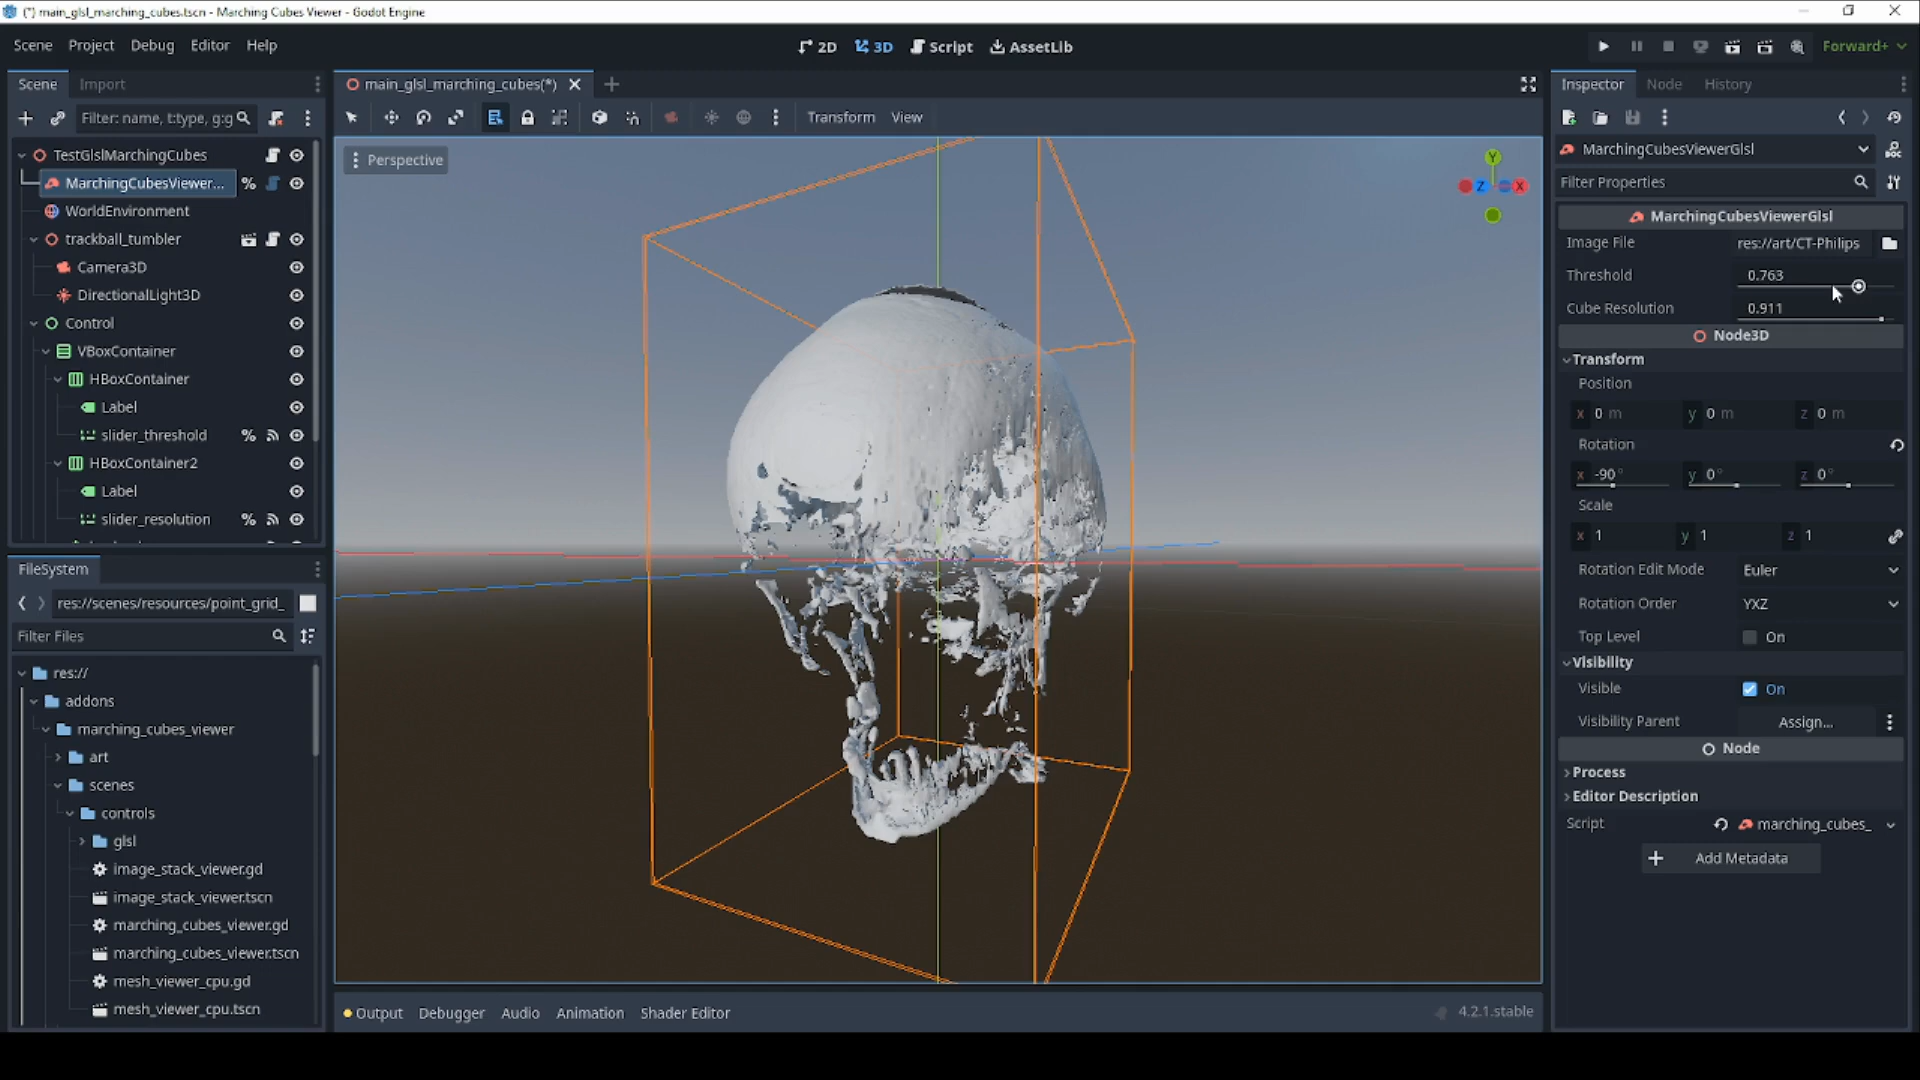 (*) main_glsl_marching_cubes.tscn - Marching Cubes Viewer - Godot Engine
Scene Project Debug Editor Help
2D 3D Script AssetLib
Forward+
Scene Import
main_glsl_marching_cubes(*)
Inspector Node History
Filter: name, t:type, g:g
Transform View
Perspective
Y
Z
X
TestGlslMarchingCubes
MarchingCubesViewer... %
WorldEnvironment
trackball_tumbler
Camera3D
DirectionalLight3D
Control
VBoxContainer
HBoxContainer
Label
slider_threshold %
HBoxContainer2
Label
slider_resolution %
FileSystem
res://scenes/resources/point_grid_
Filter Files
res://
addons
marching_cubes_viewer
art
scenes
controls
glsl
image_stack_viewer.gd
image_stack_viewer.tscn
marching_cubes_viewer.gd
marching_cubes_viewer.tscn
mesh_viewer_cpu.gd
mesh_viewer_cpu.tscn
Output Debugger Audio Animation Shader Editor
4.2.1.stable
MarchingCubesViewerGlsl
Filter Properties
MarchingCubesViewerGlsl
Image File res://art/CT-Philips
Threshold 0.763
Cube Resolution 0.911
Node3D
Transform
Position
x 0 m y 0 m z 0 m
Rotation
x -90° y 0° z 0°
Scale
x 1 y 1 z 1
Rotation Edit Mode Euler
Rotation Order YXZ
Top Level On
Visibility
Visible On
Visibility Parent Assign...
Node
Process
Editor Description
Script marching_cubes_
Add Metadata